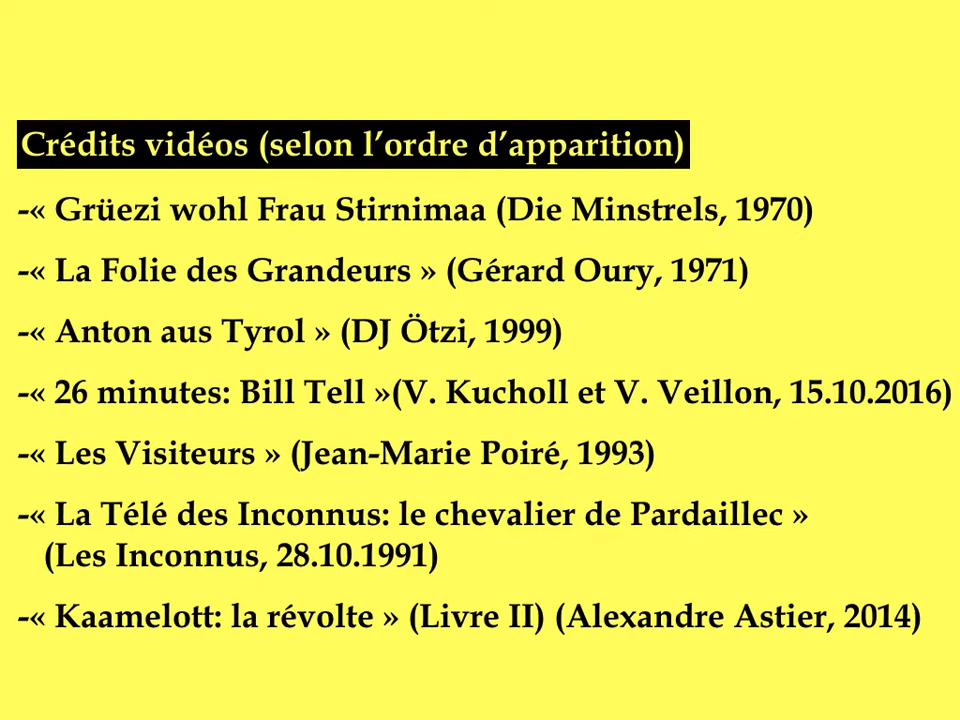 Crédits vidéos (selon l’ordre d’apparition)
-« Grüezi wohl Frau Stirnimaa (Die Minstrels, 1970)
-« La Folie des Grandeurs » (Gérard Oury, 1971)
-« Anton aus Tyrol » (DJ Ötzi, 1999)
-« 26 minutes: Bill Tell »(V. Kucholl et V. Veillon, 15.10.2016)
-« Les Visiteurs » (Jean-Marie Poiré, 1993)
-« La Télé des Inconnus: le chevalier de Pardaillec »
(Les Inconnus, 28.10.1991)
-« Kaamelott: la révolte » (Livre II) (Alexandre Astier, 2014)